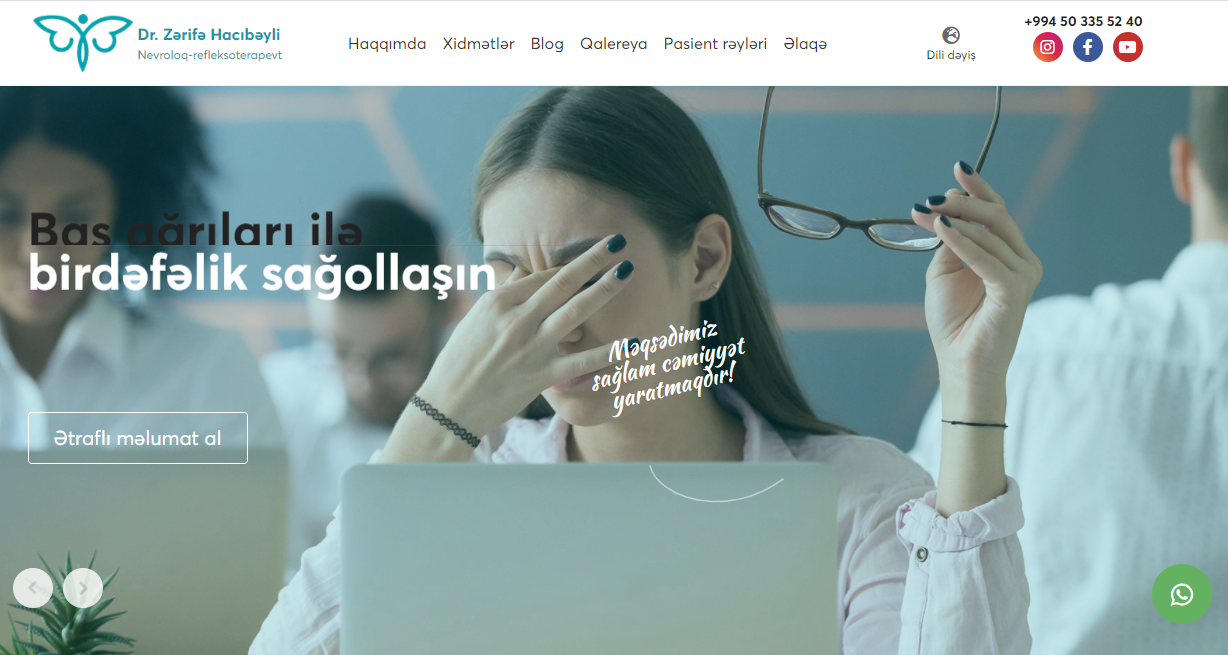 Dr. Zərifə Hacıbəyli
Nevroloq-refleksoterapevt
Haqqımda Xidmətlər Blog Qalereya Pasient rəyləri Əlaqə
Dili dəyiş
+994 50 335 52 40
Baş ağrıları ilə
birdəfəlik sağollaşın
Məqsədimiz
sağlam cəmiyyət
yaratmaqdır!
Ətraflı məlumat al